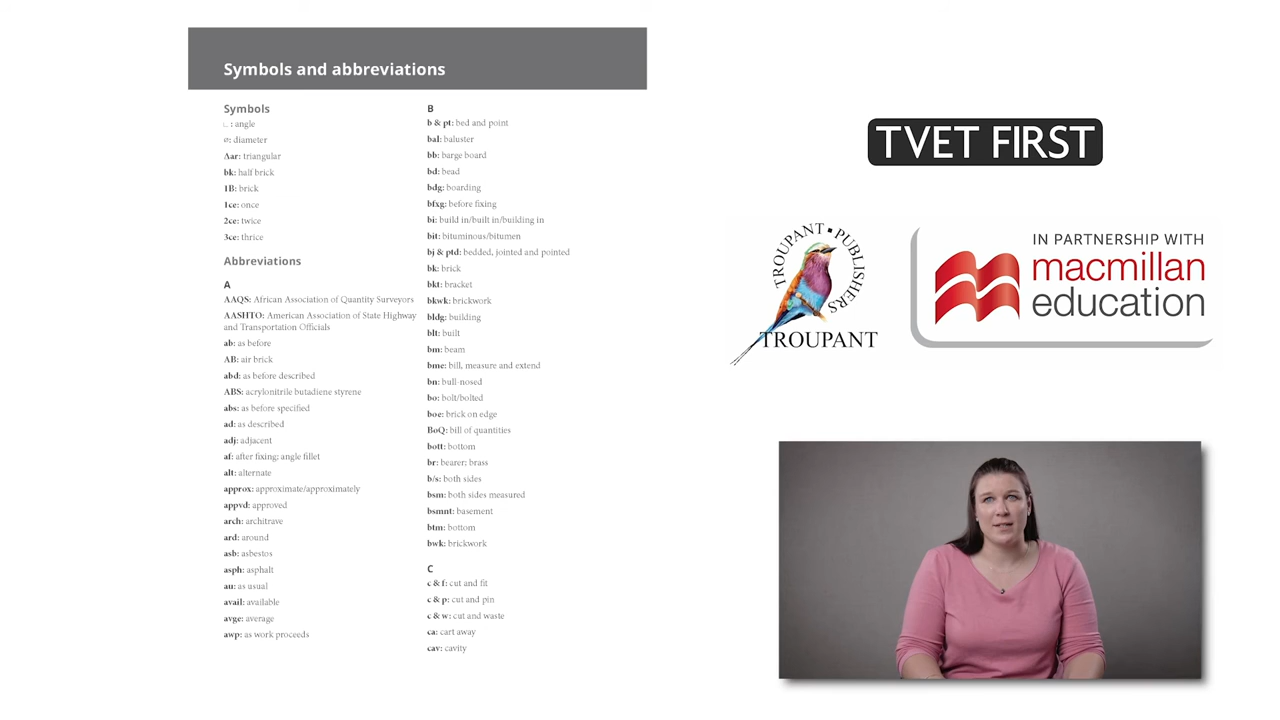 Symbols and abbreviations
Symbols
: angle
ø: diameter
Δar: triangular
bk: half brick
1B: brick
1ce: once
2ce: twice
3ce: thrice
Abbreviations
A
AAQS: African Association of Quantity Surveyors
AASHTO: American Association of State Highway
and Transportation Officials
ab: as before
AB: air brick
abd: as before described
ABS: acrylonitrile butadiene styrene
abs: as before specified
ad: as described
adj: adjacent
af: after fixing; angle fillet
alt: alternate
approx: approximate/approximately
appvd: approved
arch: architrave
ard: around
asb: asbestos
asph: asphalt
au: as usual
avail: available
avge: average
awp: as work proceeds
B
b & pt: bed and point
bal: baluster
bb: barge board
bd: bead
bdg: boarding
bfxg: before fixing
bi: build in/built in/building in
bit: bituminous/bitumen
bj & ptd: bedded, jointed and pointed
bk: brick
bkt: bracket
bkwk: brickwork
bldg: building
blt: built
bm: beam
bme: bill, measure and extend
bn: bull-nosed
bo: bolt/bolted
boe: brick on edge
BoQ: bill of quantities
bott: bottom
br: bearer; brass
b/s: both sides
bsm: both sides measured
bsmnt: basement
btm: bottom
bwk: brickwork
C
c & f: cut and fit
c & p: cut and pin
c & w: cut and waste
ca: cart away
cav: cavity
TVET FIRST
TROUPANT PUBLISHERS
TROUPANT
IN PARTNERSHIP WITH
macmillan
education